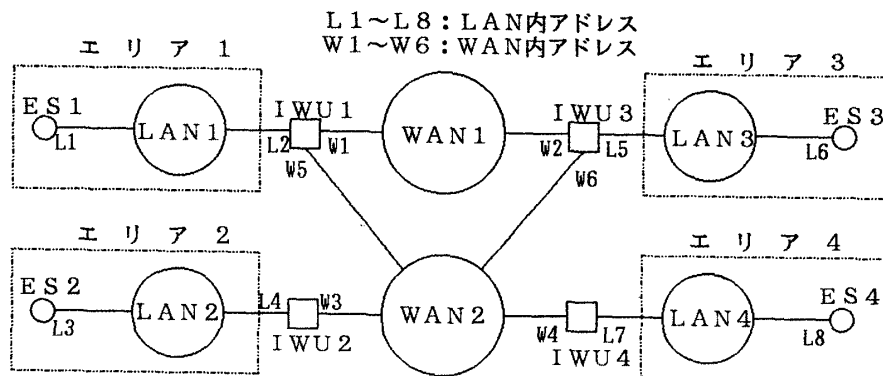 L1~L8:LAN内アドレス
W1~W6:WAN内アドレス
エリア1
エリア3
ES1
L1
LAN1
IWU1
L2
W1
W5
WAN1
IWU3
W2
L5
W6
LAN3
ES3
L6
エリア2
エリア4
ES2
L3
LAN2
L4
W3
IWU2
WAN2
W4
L7
IWU4
LAN4
ES4
L8